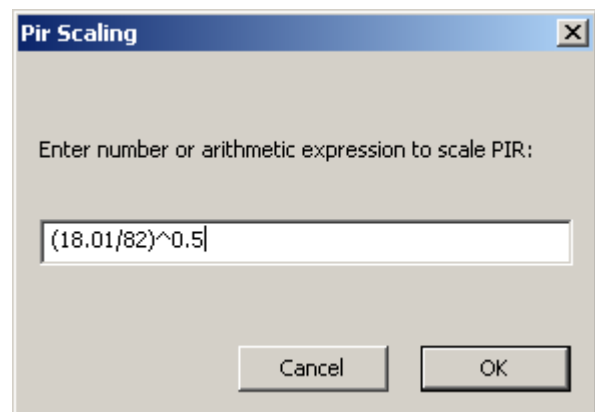 Pir Scaling
Enter number or arithmetic expression to scale PIR:
(18.01/82)^0.5
Cancel OK